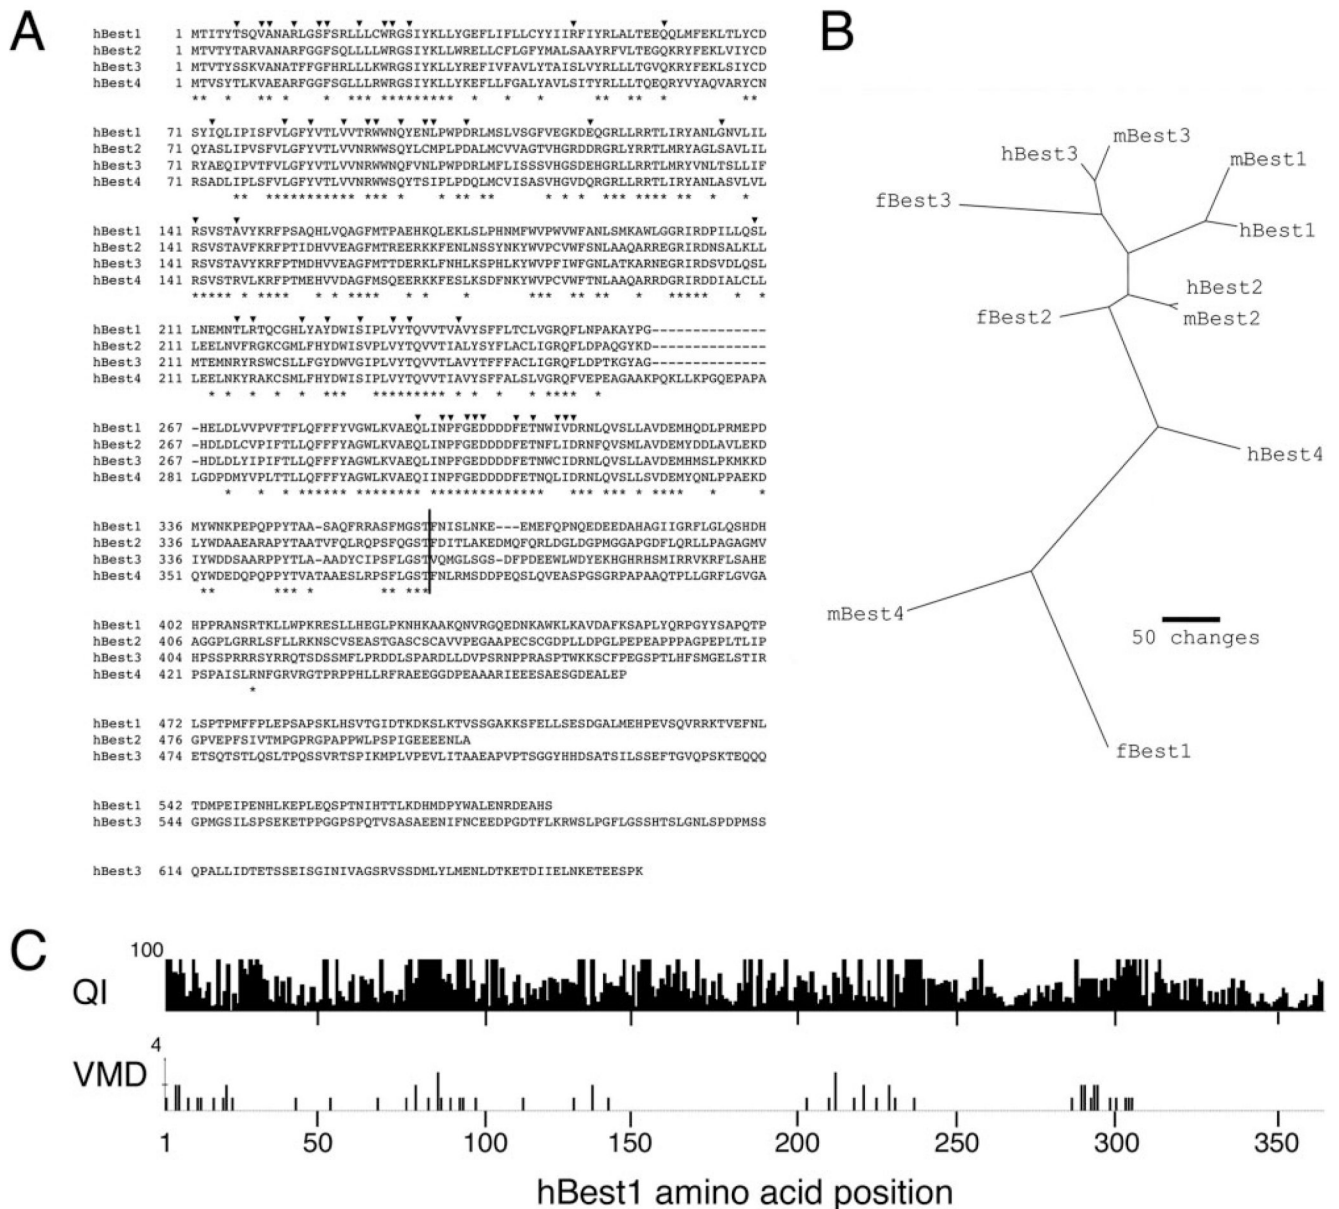 A
hBest1 1 MTITYTSQVANARLGSFSRLLLCWRGSIYKLLYGEFLIFLLCYYIIRFIYRLALTEEQQLMFEKLTLYCD
hBest2 1 MTVTYTARVANARFGGFSQLLLLWRGSIYKLLWRELLCFLGFYMALSAAYRFVLTEGQKRYFEKLVIYCD
hBest3 1 MTVTYSSKVANATFFGFHRLLLKWRGSIYKLLYREFIVFAVLYTAISLVYRLLLTGVQKRYFEKLSIYCD
hBest4 1 MTVSYTLKVAEARFGGFSGLLLRWRGSIYKLLYKEFLLFGALYAVLSITYRLLLTQEQRYVYAQVARYCN
hBest1 71 SYIQLIPISFVLGFYVTLVVTRWWNQYENLPWPDRLMSLVSGFVEGKDEQGRLLRRTLIRYANLGNVLIL
hBest2 71 QYASLIPVSFVLGFYVTLVVNRWWSQYLCMPLPDALMCVVAGTVHGRDDRGRLYRRTLMRYAGLSAVLIL
hBest3 71 RYAEQIPVTFVLGFYVTLVVNRWWNQFVNLPWPDRLMFLISSSVHGSDEHGRLLRRTLMRYVNLTSLLIF
hBest4 71 RSADLIPLSFVLGFYVTLVVNRWWSQYTSIPLPDQLMCVISASVHGVDQRGRLLRRTLIRYANLASVLVL
hBest1 141 RSVSTAVYKRFPSAQHLVQAGFMTPAEHKQLEKLSLPHNMFWVPWVWFANLSMKAWLGGRIRDPILLQSL
hBest2 141 RSVSTAVFKRFPTIDHVVEAGFMTREERKKFENLNSSYNKYWVPCVWFSNLAAQARREGRIRDNSALKLL
hBest3 141 RSVSTAVYKRFPTMDHVVEAGFMTTDERKLFNHLKSPHLKYWVPFIWFGNLATKARNEGRIRDSVDLQSL
hBest4 141 RSVSTRVLKRFPTMEHVVDAGFMSQEERKKFESLKSDFNKYWVPCVWFTNLAAQARRDGRIRDDIALCLL
hBest1 211 LNEMNTLRTQCGHLYAYDWISIPLVYTQVVTVAVYSFFLTCLVGRQFLNPAKAYPG--------------
hBest2 211 LEELNVFRGKCGMLFHYDWISVPLVYTQVVTIALYSYFLACLIGRQFLDPAQGYKD--------------
hBest3 211 MTEMNRYRSWCSLLFGYDWVGIPLVYTQVVTLAVYTFFFACLIGRQFLDPTKGYAG--------------
hBest4 211 LEELNKYRAKCSMLFHYDWISIPLVYTQVVTIAVYSFFALSLVGRQFVEPEAGAAKPQKLLKPGQEPAPA
hBest1 267 -HELDLVVPVFTFLQFFFYVGWLKVAEQLINPFGEDDDDFETNWIVDRNLQVSLLAVDEMHQDLPRMEPD
hBest2 267 -HDLDLCVPIFTLLQFFFYAGWLKVAEQLINPFGEDDDDFETNFLIDRNFQVSMLAVDEMYDDLAVLEKD
hBest3 267 -HDLDLYIPIFTLLQFFFYAGWLKVAEQLINPFGEDDDDFETNWCIDRNLQVSLLAVDEMHMSLPKMKKD
hBest4 281 LGDPDMYVPLTTLLQFFFYAGWLKVAEQIINPFGEDDDDFETNQLIDRNLQVSLLSVDEMYQNLPPAEKD
hBest1 336 MYWNKPEPQPPYTAA-SAQFRRASFMGSTFNISLNKE---EMEFQPNQEDEEDAHAGIIGRFLGLQSHDH
hBest2 336 LYWDAAEARAPYTAATVFQLRQPSFQGSTFDITLAKEDMQFQRLDGLDGPMGGAPGDFLQRLLPAGAGMV
hBest3 336 IYWDDSAARPPYTLA-AADYCIPSFLGSTVQMGLSGS-DFPDEEWLWDYEKHGHRHSMIRRVKRFLSAHE
hBest4 351 QYWDEDQPQPPYTVATAAESLRPSFLGSTFNLRMSDDPEQSLQVEASPGSGRPAPAAQTPLLGRFLGVGA
hBest1 402 HPPRANSRTKLLWPKRESLLHEGLPKNHKAAKQNVRGQEDNKAWKLKAVDAFKSAPLYQRPGYYSAPQTP
hBest2 406 AGGPLGRRLSFLLRKNSCVSEASTGASCSCAVVPEGAAPECSCGDPLLDPGLPEPEAPPPAGPEPLTLIP
hBest3 404 HPSSPRRRSYRRQTSDSSMFLPRDDLSPARDLLDVPSRNPPRASPTWKKSCFPEGSPTLHFSMGELSTIR
hBest4 421 PSPAISLRNFGRVRGTPRPPHLLRFRAEEGGDPEAAARIEEESAESGDEALEP
hBest1 472 LSPTPMFFPLEPSAPSKLHSVTGIDTKDKSLKTVSSGAKKSFELLSESDGALMEHPEVSQVRRKTVEFNL
hBest2 476 GPVEPFSIVTMPGPRGPAPPWLPSPIGEEEENLA
hBest3 474 ETSQTSTLQSLTPQSSVRTSPIKMPLVPEVLITAAEAPVPTSGGYHHDSATSILSSEFTGVQPSKTEQQQ
hBest1 542 TDMPEIPENHLKEPLEQSPTNIHTTLKDHMDPYWALENRDEAHS
hBest3 544 GPMGSILSPSEKETPPGGPSPQTVSASAEENIFNCEEDPGDTFLKRWSLPGFLGSSHTSLGNLSPDPMSS
hBest3 614 QPALLIDTETSSEISGINIVAGSRVSSDMLYLMENLDTKETDIIELNKETEESPK
B
mBest3
hBest3
mBest1
fBest3
hBest1
hBest2
fBest2
mBest2
hBest4
mBest4
50 changes
fBest1
C
100
QI
4
VMD
1 50 100 150 200 250 300 350
hBest1 amino acid position